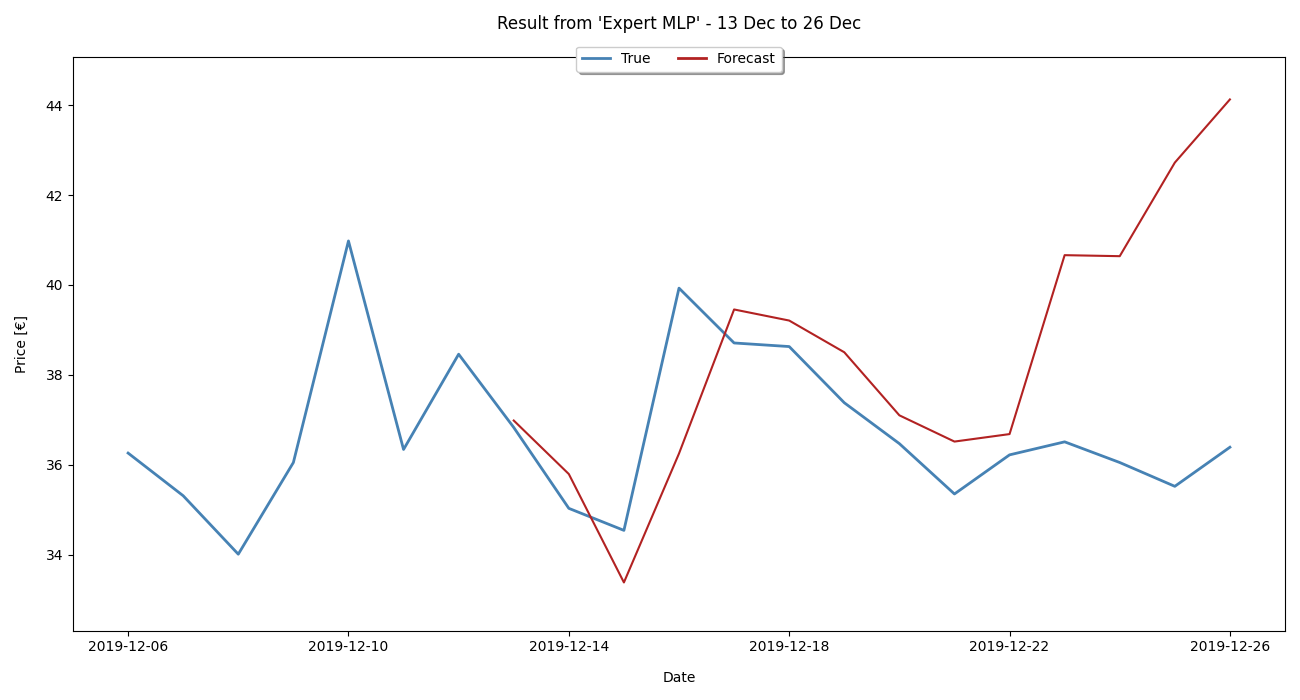 Result from 'Expert MLP' - 13 Dec to 26 Dec
True Forecast
44
42
40
38
36
34
Price [€]
2019-12-06 2019-12-10 2019-12-14 2019-12-18 2019-12-22 2019-12-26
Date